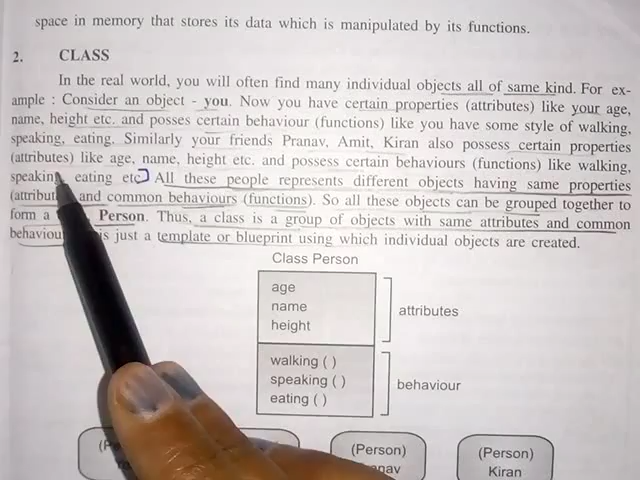 space in memory that stores its data which is manipulated by its functions.
2. CLASS
In the real world, you will often find many individual objects all of same kind. For ex-
ample : Consider an object - you. Now you have certain properties (attributes) like your age,
name, height etc. and posses certain behaviour (functions) like you have some style of walking,
speaking, eating. Similarly your friends Pranav, Amit, Kiran also possess certain properties
(attributes) like age, name, height etc. and possess certain behaviours (functions) like walking,
speaking, eating etc. All these people represents different objects having same properties
and common behaviours (functions). So all these objects can be grouped together to
form a Person. Thus, a class is a group of objects with same attributes and common
is just a template or blueprint using which individual objects are created.
Class Person
age
name
height
attributes
walking ( )
speaking ( )
eating ( )
behaviour
(Person)
(Person)
Kiran